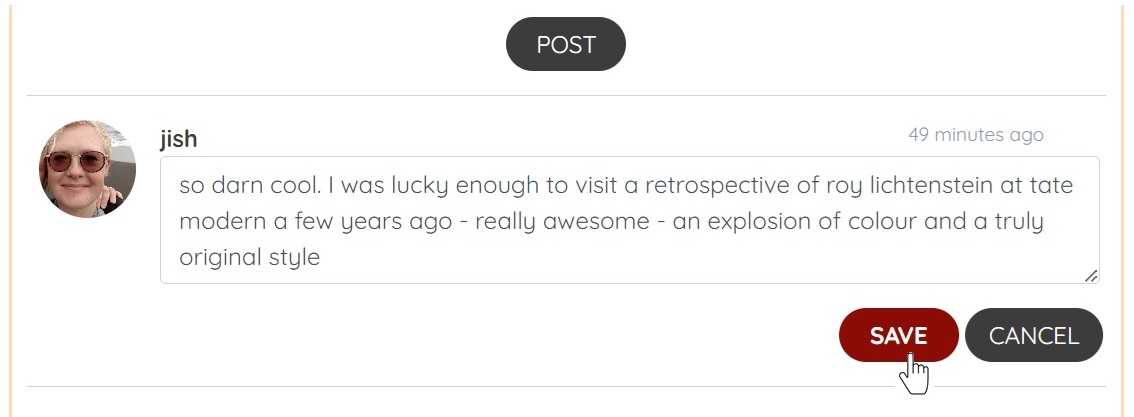 POST
jish
49 minutes ago
so darn cool. I was lucky enough to visit a retrospective of roy lichtenstein at tate
modern a few years ago - really awesome - an explosion of colour and a truly
original style
SAVE
CANCEL